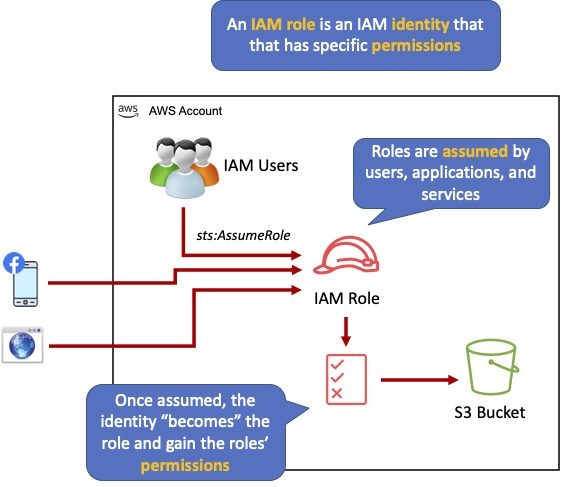 An IAM role is an IAM identity that
that has specific permissions
aws
AWS Account
IAM Users
Roles are assumed by
users, applications, and
services
sts:AssumeRole
f
IAM Role
Once assumed, the
identity “becomes” the
role and gain the roles’
permissions
S3 Bucket